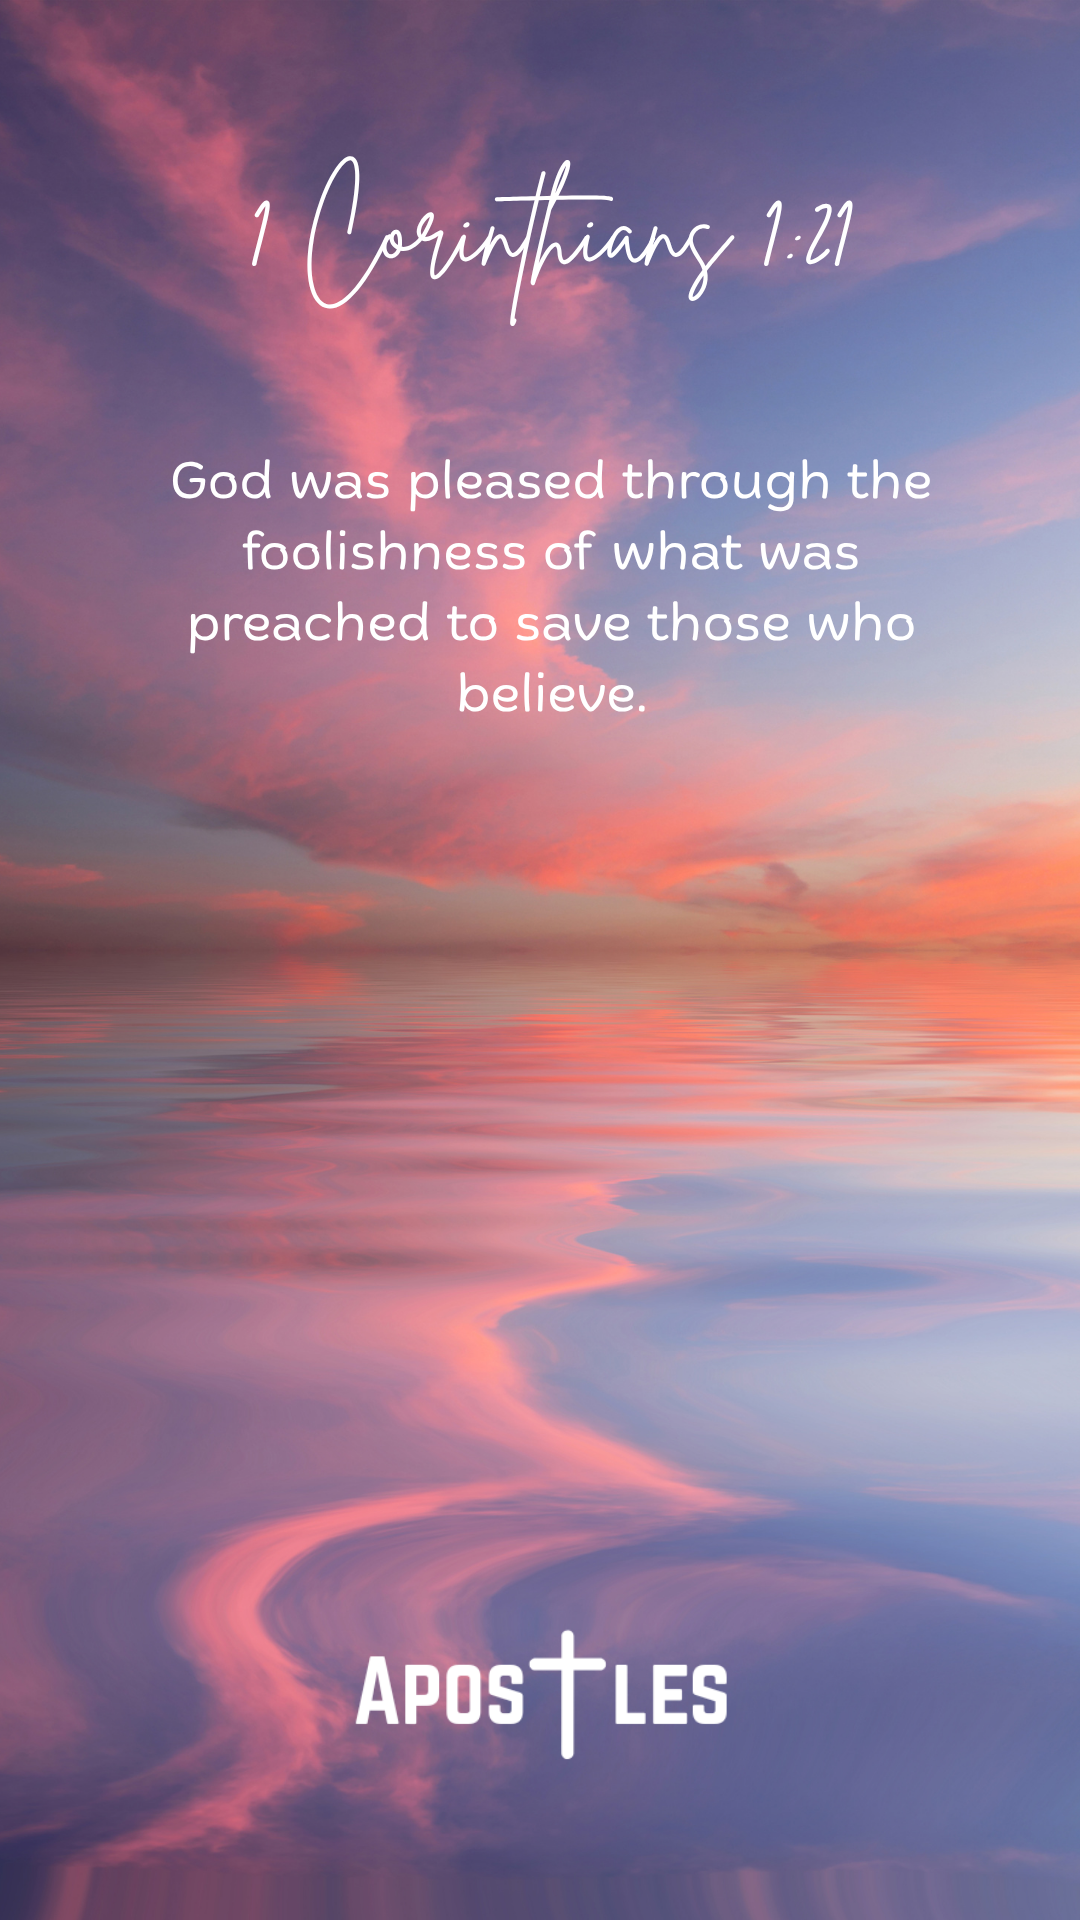 1 Corinthians 1:21
God was pleased through the
foolishness of what was
preached to save those who
believe.
APOSTLES